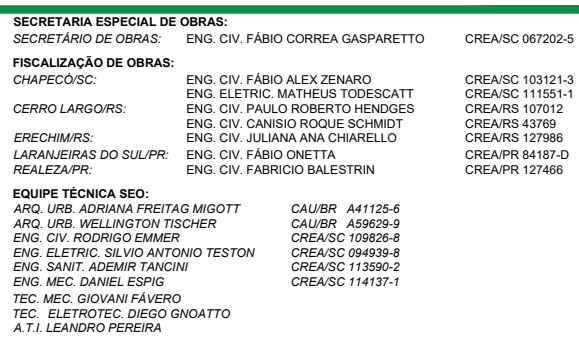 SECRETARIA ESPECIAL DE OBRAS:
SECRETÁRIO DE OBRAS: ENG. CIV. FÁBIO CORREA GASPARETTO CREA/SC 067202-5
FISCALIZAÇÃO DE OBRAS:
CHAPECÓ/SC: ENG. CIV. FÁBIO ALEX ZENARO CREA/SC 103121-3
ENG. ELETRIC. MATHEUS TODESCATT CREA/SC 111551-1
CERRO LARGO/RS: ENG. CIV. PAULO ROBERTO HENDGES CREA/RS 107012
ENG. CIV. CANISIO ROQUE SCHMIDT CREA/RS 43769
ERECHIM/RS: ENG. CIV. JULIANA ANA CHIARELLO CREA/RS 127986
LARANJEIRAS DO SUL/PR: ENG. CIV. FÁBIO ONETTA CREA/PR 84187-D
REALEZA/PR: ENG. CIV. FABRICIO BALESTRIN CREA/PR 127466
EQUIPE TÉCNICA SEO:
ARQ. URB. ADRIANA FREITAG MIGOTT CAU/BR A41125-6
ARQ. URB. WELLINGTON TISCHER CAU/BR A59629-9
ENG. CIV. RODRIGO EMMER CREA/SC 109826-8
ENG. ELETRIC. SILVIO ANTONIO TESTON CREA/SC 094939-8
ENG. SANIT. ADEMIR TANCINI CREA/SC 113590-2
ENG. MEC. DANIEL ESPIG CREA/SC 114137-1
TEC. MEC. GIOVANI FÁVERO
TEC. ELETROTEC. DIEGO GNOATTO
A.T.I. LEANDRO PEREIRA